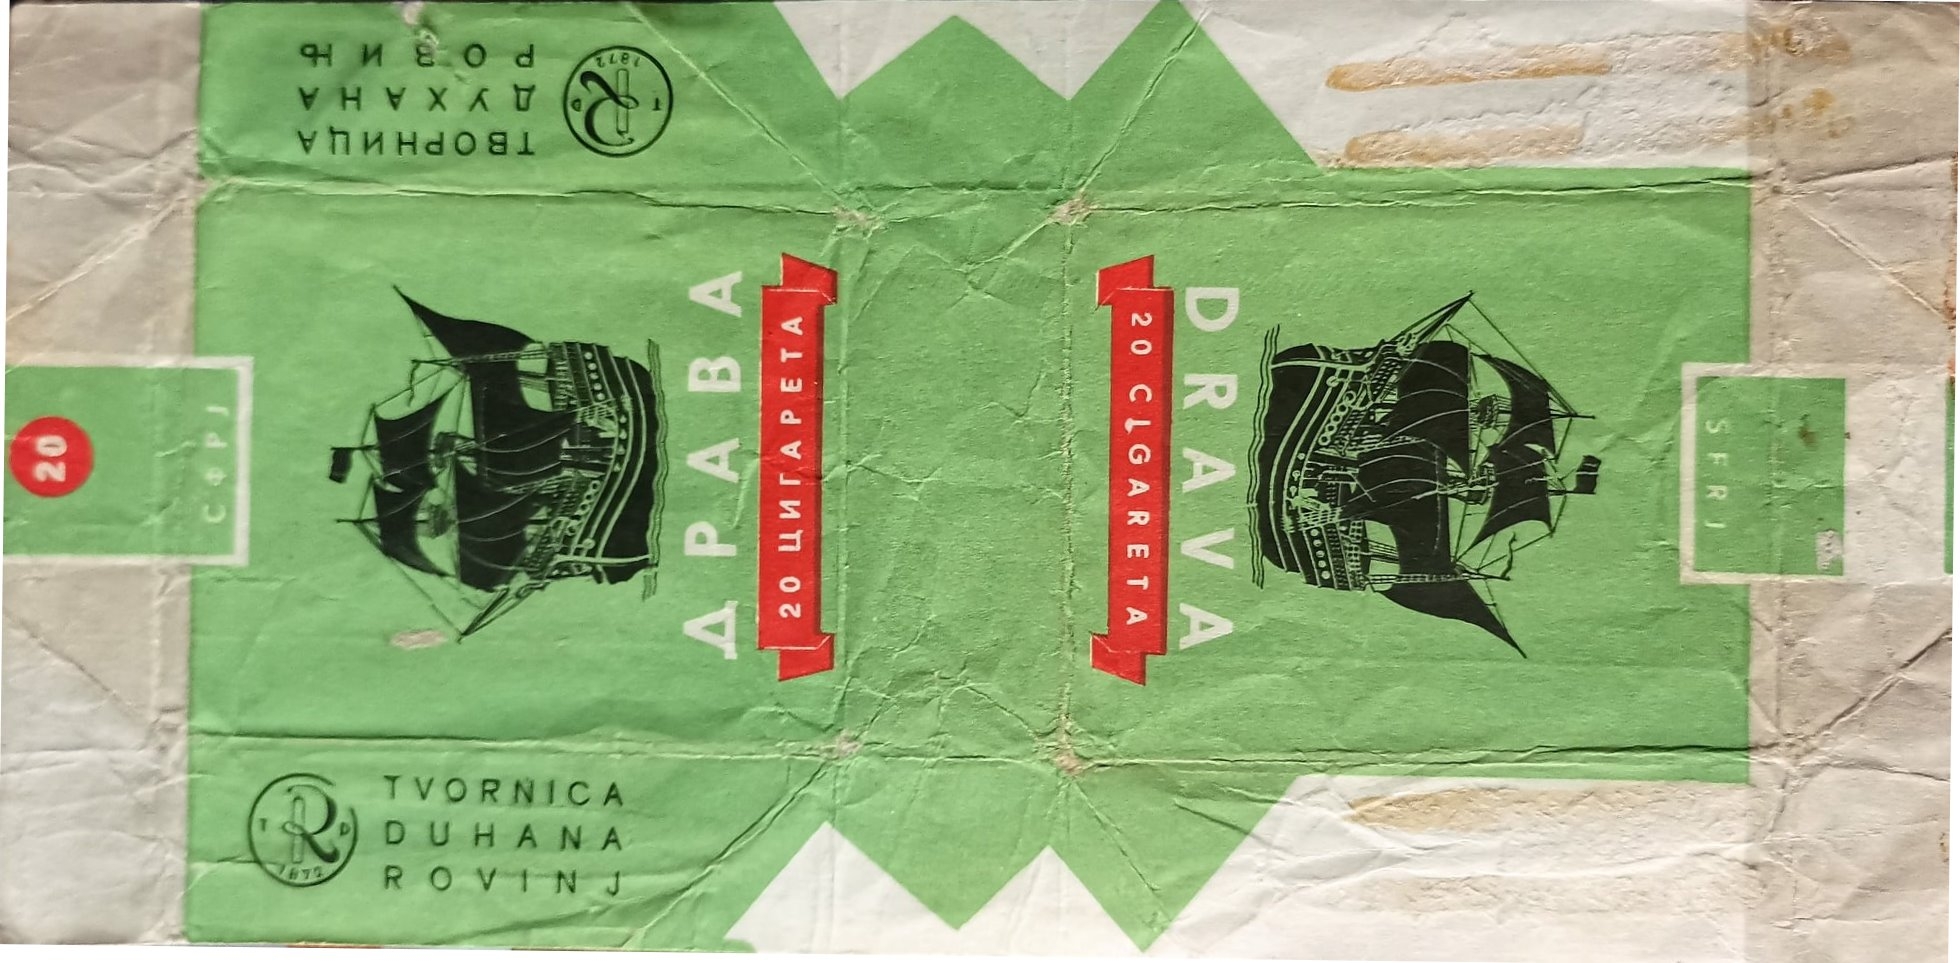 ТВОРНИЦА
ДУХАНА
РОВИЊ
T D
1872
20
СФРЈ
ДРАВА
20 ЦИГАРЕТА
20 CIGARETA
DRAVA
SFRJ
T D
1872
TVORNICA
DUHANA
ROVINJ